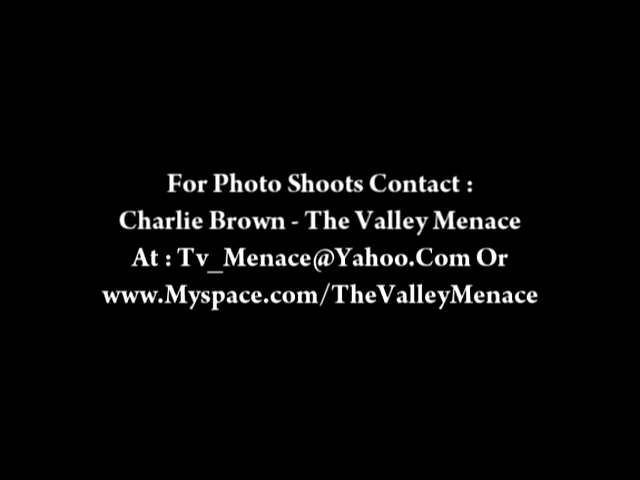 For Photo Shoots Contact :
Charlie Brown - The Valley Menace
At : Tv_Menace@Yahoo.Com Or
www.Myspace.com/TheValleyMenace